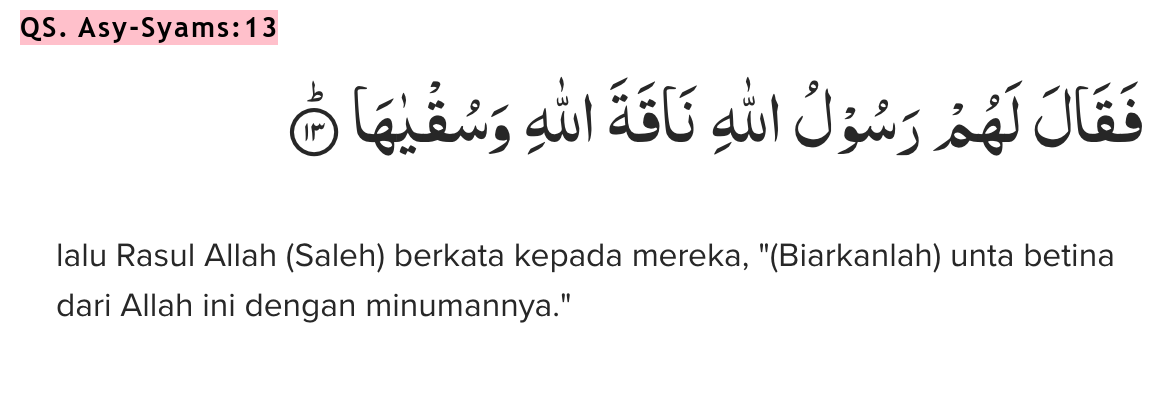 QS. Asy-Syams:13
فَقَالَ لَهُمْ رَسُوْلُ اللّٰهِ نَاقَةَ اللّٰهِ وَسُقْيٰهَاۗ ١٣
lalu Rasul Allah (Saleh) berkata kepada mereka, "(Biarkanlah) unta betina
dari Allah ini dengan minumannya."